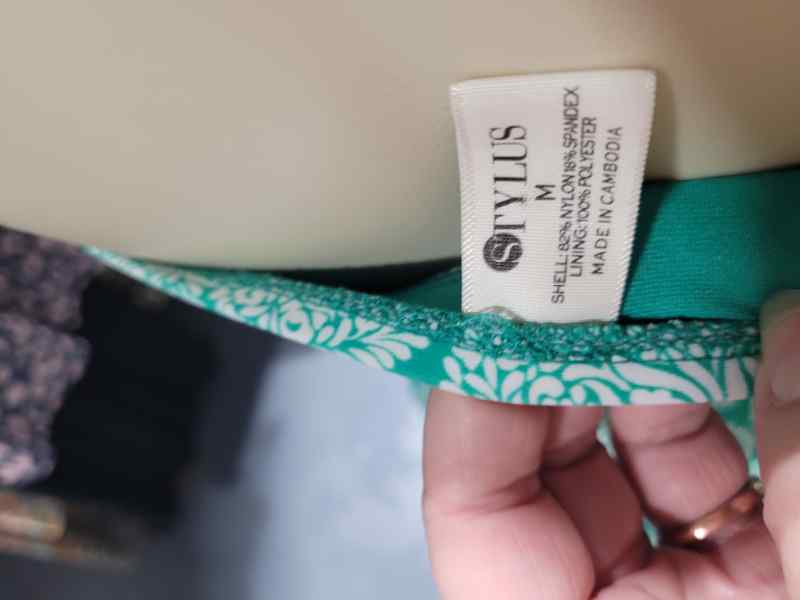 STYLUS
M
SHELL: 82% NYLON 18% SPANDEX
LINING: 100% POLYESTER
MADE IN CAMBODIA